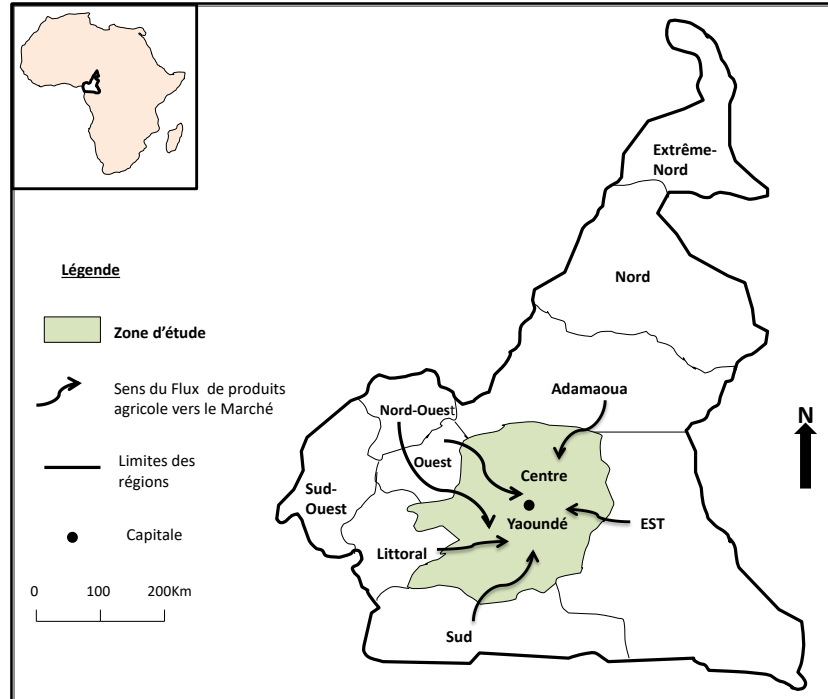 Extrême-
Nord
Nord
Légende
Zone d'étude
Sens du Flux de produits
agricole vers le Marché
Limites des
régions
Capitale
0 100 200Km
Adamaoua
N
Nord-Ouest
Ouest
Centre
Sud-
Ouest
Yaoundé
EST
Littoral
Sud